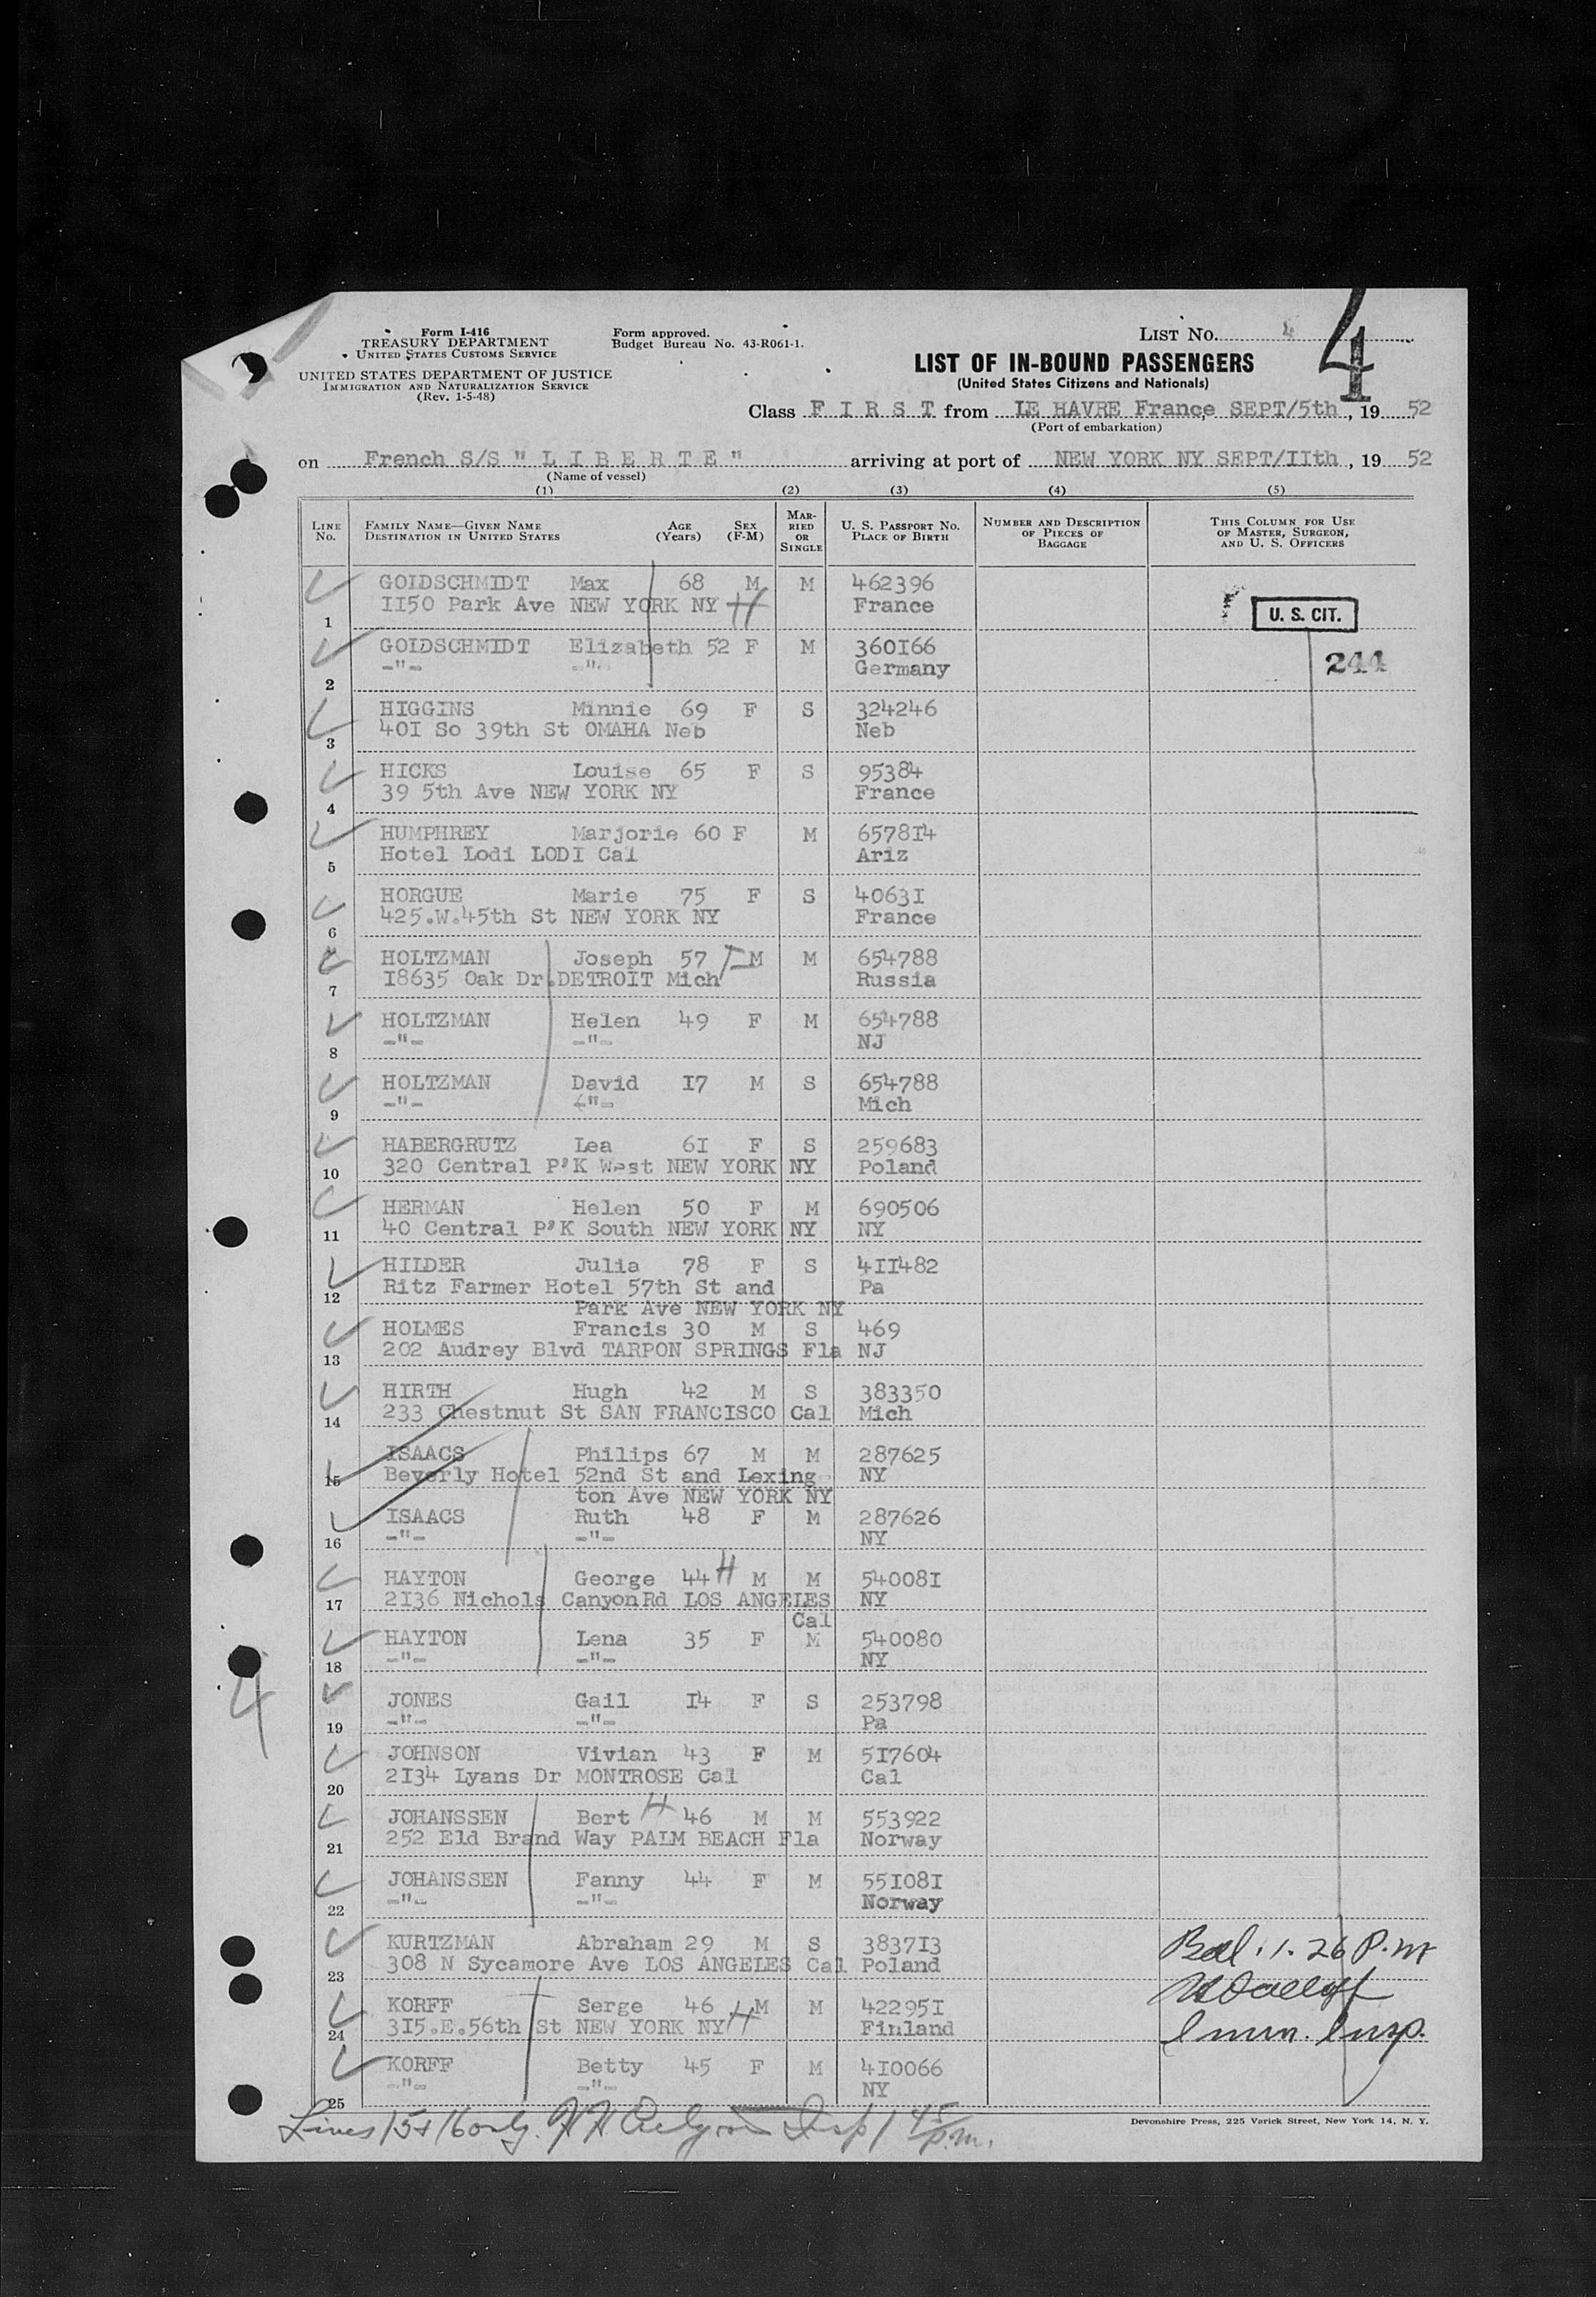 Form I-416
TREASURY DEPARTMENT
UNITED STATES CUSTOMS SERVICE
UNITED STATES DEPARTMENT OF JUSTICE
IMMIGRATION AND NATURALIZATION SERVICE
(Rev. 1-5-48)
Form approved.
Budget Bureau No. 43-R061-1.
LIST NO. 4
4
LIST OF IN-BOUND PASSENGERS
(United States Citizens and Nationals)
Class F I R S T from LE HAVRE France, SEPT/5th, 19 52
(Port of embarkation)
on French S/S " L I B E R T E " arriving at port of NEW YORK NY SEPT/IIth, 19 52
(Name of vessel)
(1) (2) (3) (4) (5)
LINE No. FAMILY NAME—GIVEN NAME DESTINATION IN UNITED STATES AGE (Years) SEX (F-M) MARRIED OR SINGLE U. S. PASSPORT NO. PLACE OF BIRTH NUMBER AND DESCRIPTION OF PIECES OF BAGGAGE THIS COLUMN FOR USE OF MASTER, SURGEON, AND U. S. OFFICERS
GOLDSCHMIDT Max 68 M M 462396
1 II50 Park Ave NEW YORK NY H France U. S. CIT.
GOLDSCHMIDT Elizabeth 52 F M 360I66
2 -"- -"- Germany 244
HIGGINS Minnie 69 F S 324246
3 40I So 39th St OMAHA Neb Neb
HICKS Louise 65 F S 95384
4 39 5th Ave NEW YORK NY France
HUMPHREY Marjorie 60 F M 6578I4
5 Hotel Lodi LODI Cal Ariz
HORGUE Marie 75 F S 4063I
6 425.W.45th St NEW YORK NY France
HOLTZMAN Joseph 57 M M 654788
7 I8635 Oak Dr.DETROIT Mich Russia
HOLTZMAN Helen 49 F M 654788
8 -"- -"- NJ
HOLTZMAN David I7 M S 654788
9 -"- -"- Mich
HABERGRUTZ Lea 6I F S 259683
10 320 Central P'K West NEW YORK NY Poland
HERMAN Helen 50 F M 690506
11 40 Central P'K South NEW YORK NY NY
HILDER Julia 78 F S 4II482
12 Ritz Farmer Hotel 57th St and Pa
Park Ave NEW YORK NY
HOLMES Francis 30 M S 469
13 202 Audrey Blvd TARPON SPRINGS Fla NJ
HIRTH Hugh 42 M S 383350
14 233 Chestnut St SAN FRANCISCO Cal Mich
ISAACS Philips 67 M M 287625
15 Beverly Hotel 52nd St and Lexing NY
ton Ave NEW YORK NY
ISAACS Ruth 48 F M 287626
16 -"- -"- NY
HAYTON George 44 H M M 54008I
17 2I36 Nichols CanyonRd LOS ANGELES NY
Cal
HAYTON Lena 35 F M 540080
18 -"- -"- NY
4
JONES Gail I4 F S 253798
19 -"- -"- Pa
JOHNSON Vivian 43 F M 5I7604
20 2I34 Lyans Dr MONTROSE Cal Cal
JOHANSSEN Bert H 46 M M 553922
21 252 Eld Brand Way PALM BEACH Fla Norway
JOHANSSEN Fanny 44 F M 55I08I
22 -"- -"- Norway
KURTZMAN Abraham 29 M S 3837I3
23 308 N Sycamore Ave LOS ANGELES Cal Poland
KORFF Serge 46 M M 42295I
24 3I5.E.56th St NEW YORK NY H Finland
KORFF Betty 45 F M 4I0066
25 -"- -"- NY
Bal. 1.26 P.M
Imm. Insp.
Lines 15 + 16 only. Insp 1 45 p.m.
Devonshire Press, 225 Varick Street, New York 14, N. Y.